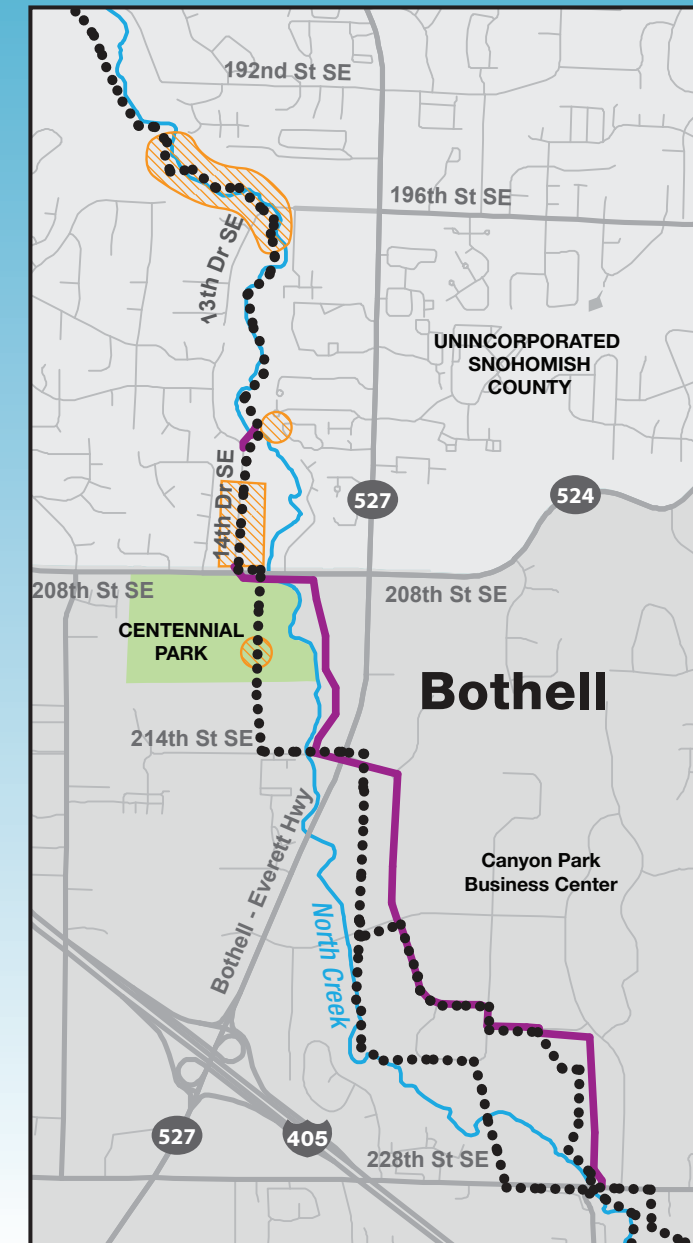 192nd St SE
196th St SE
13th Dr SE
UNINCORPORATED
SNOHOMISH
COUNTY
14th Dr SE
527
524
208th St SE
208th St SE
CENTENNIAL
PARK
Bothell
214th St SE
Bothell - Everett Hwy
Canyon Park
Business Center
North Creek
527
405
228th St SE